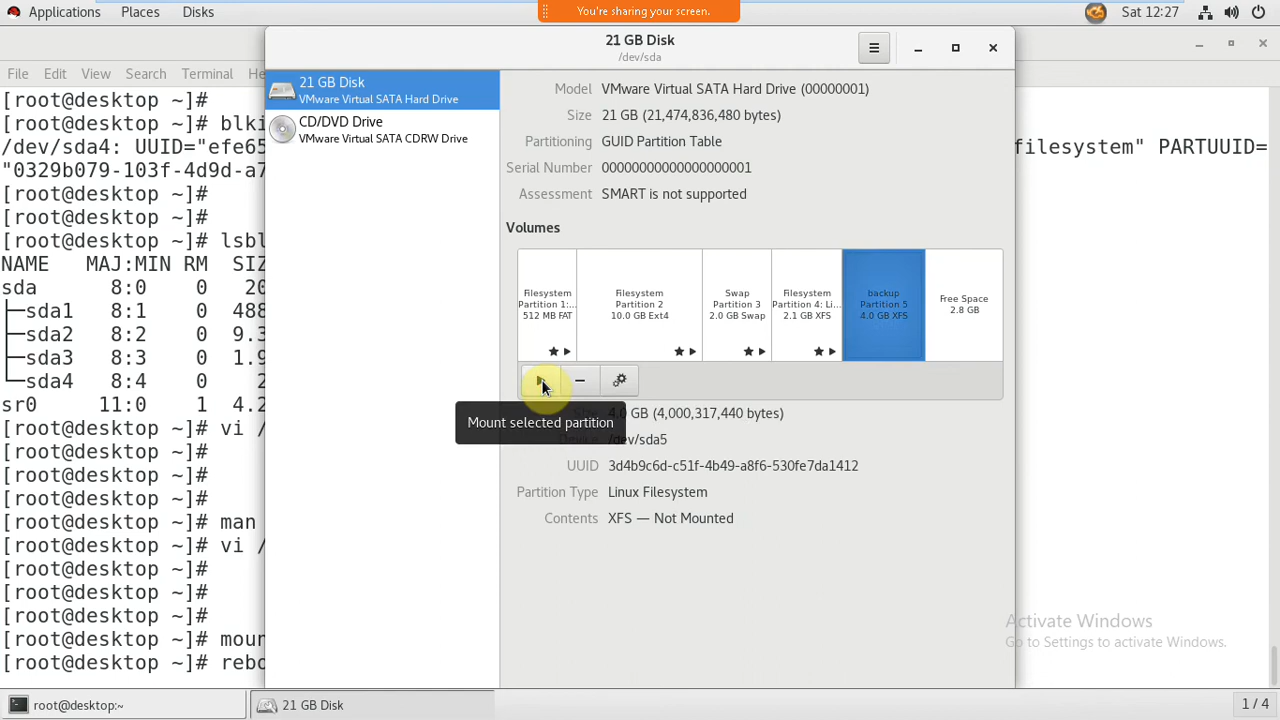 Applications Places Disks
You're sharing your screen.
Sat 12:27
21 GB Disk
/dev/sda
File Edit View Search Terminal He
[root@desktop ~]#
[root@desktop ~]# blki
/dev/sda4: UUID="efe65
filesystem" PARTUUID=
"0329b079-103f-4d9d-a7
[root@desktop ~]#
[root@desktop ~]#
[root@desktop ~]# lsbl
NAME MAJ:MIN RM SIZ
sda 8:0 0 20
├─sda1 8:1 0 488
├─sda2 8:2 0 9.3
├─sda3 8:3 0 1.9
└─sda4 8:4 0 2
sr0 11:0 1 4.2
[root@desktop ~]# vi /
[root@desktop ~]#
[root@desktop ~]#
[root@desktop ~]#
[root@desktop ~]# man
[root@desktop ~]# vi /
[root@desktop ~]#
[root@desktop ~]#
[root@desktop ~]#
[root@desktop ~]# moun
[root@desktop ~]# rebo
21 GB Disk
VMware Virtual SATA Hard Drive
CD/DVD Drive
VMware Virtual SATA CDRW Drive
Model VMware Virtual SATA Hard Drive (00000001)
Size 21 GB (21,474,836,480 bytes)
Partitioning GUID Partition Table
Serial Number 00000000000000000001
Assessment SMART is not supported
Volumes
Filesystem
Partition 1:...
512 MB FAT
Filesystem
Partition 2
10.0 GB Ext4
Swap
Partition 3
2.0 GB Swap
Filesystem
Partition 4: Li...
2.1 GB XFS
backup
Partition 5
4.0 GB XFS
Free Space
2.8 GB
Mount selected partition
4.0 GB (4,000,317,440 bytes)
/dev/sda5
UUID 3d4b9c6d-c51f-4b49-a8f6-530fe7da1412
Partition Type Linux Filesystem
Contents XFS — Not Mounted
Activate Windows
Go to Settings to activate Windows.
root@desktop:~
21 GB Disk
1 / 4